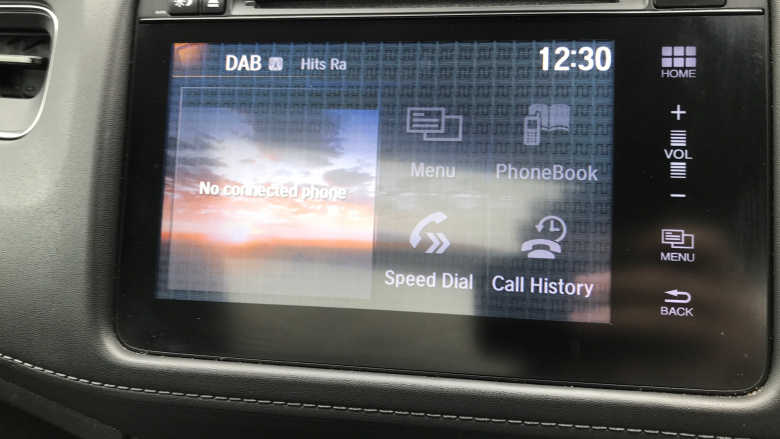 DAB Hits Ra 12:30
HOME
+
VOL
−
MENU
BACK
No connected phone
Menu PhoneBook
Speed Dial Call History